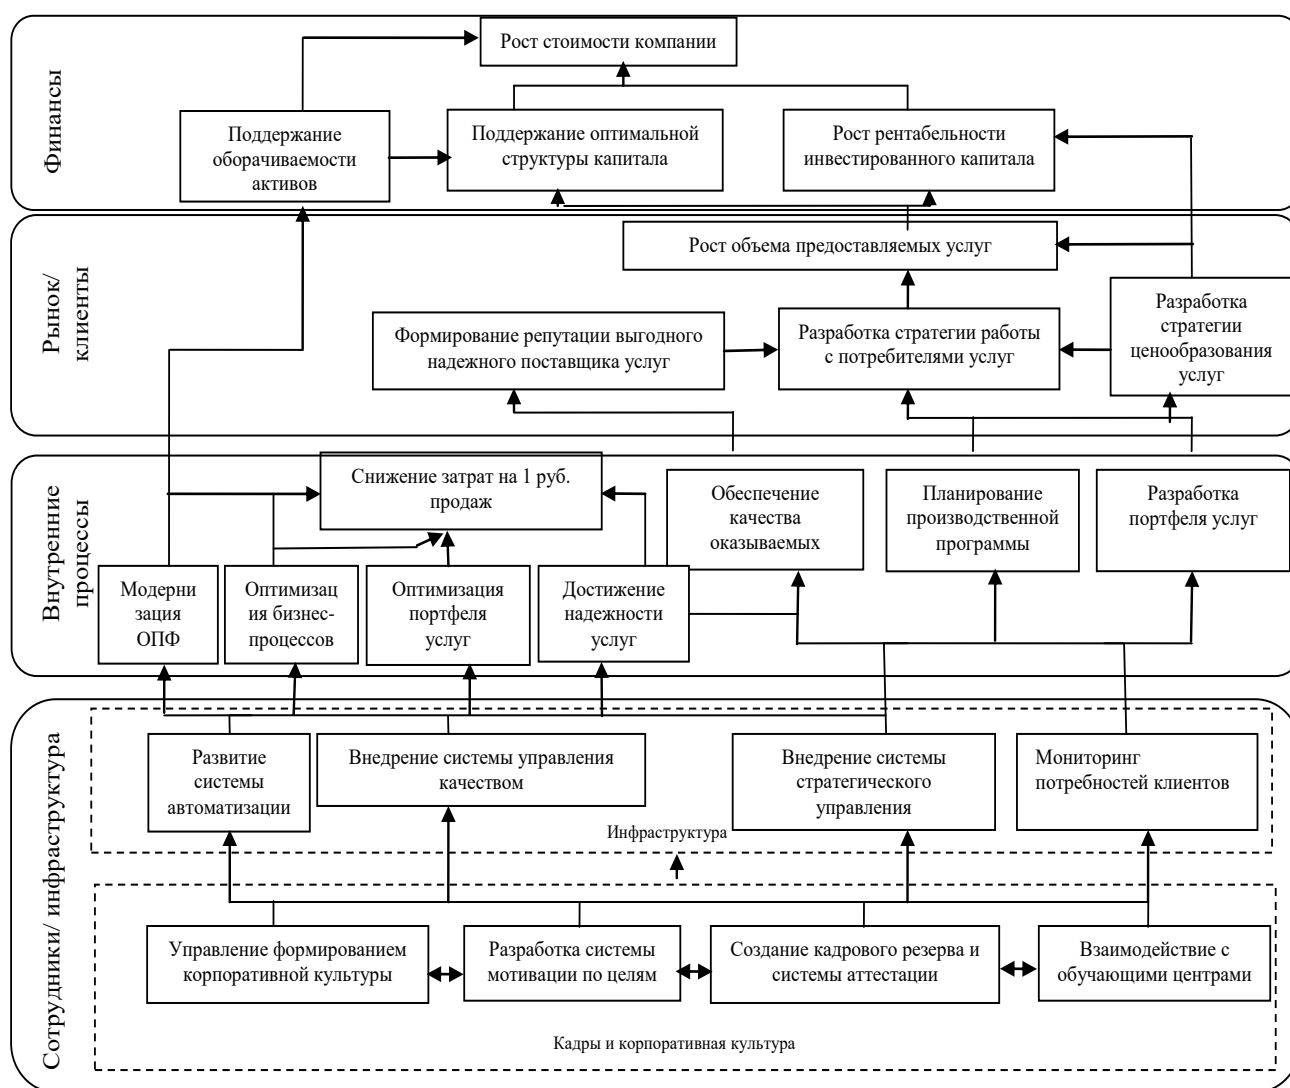 Финансы
Рост стоимости компании
Поддержание
оборачиваемости
активов
Поддержание оптимальной
структуры капитала
Рост рентабельности
инвестированного капитала
Рынок/
клиенты
Рост объема предоставляемых услуг
Формирование репутации выгодного
надежного поставщика услуг
Разработка стратегии работы
с потребителями услуг
Разработка
стратегии
ценообразования
услуг
Внутренние
процессы
Снижение затрат на 1 руб.
продаж
Обеспечение
качества
оказываемых
Планирование
производственной
программы
Разработка
портфеля услуг
Модерни
зация
ОПФ
Оптимизац
ия бизнес-
процессов
Оптимизация
портфеля
услуг
Достижение
надежности
услуг
Сотрудники/ инфраструктура
Развитие
системы
автоматизации
Внедрение системы управления
качеством
Внедрение системы
стратегического
управления
Мониторинг
потребностей клиентов
Инфраструктура
Управление формированием
корпоративной культуры
Разработка системы
мотивации по целям
Создание кадрового резерва и
системы аттестации
Взаимодействие с
обучающими центрами
Кадры и корпоративная культура